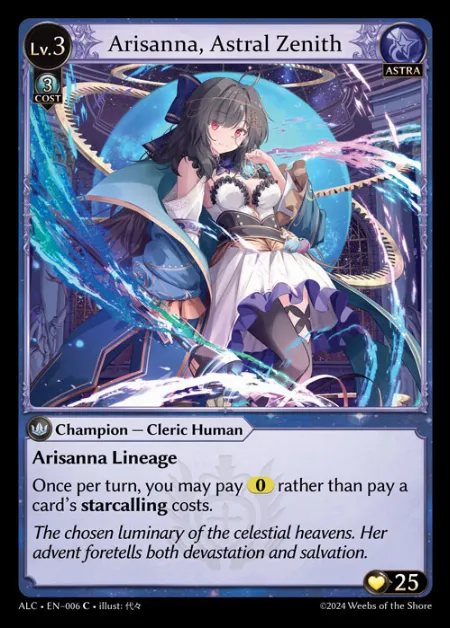 Lv.3 Arisanna, Astral Zenith
3
COST
ASTRA
Champion — Cleric Human
Arisanna Lineage
Once per turn, you may pay 0 rather than pay a
card's starcalling costs.
The chosen luminary of the celestial heavens. Her
advent foretells both devastation and salvation.
25
ALC • EN-006 C • illust: 代々 ©2024 Weebs of the Shore